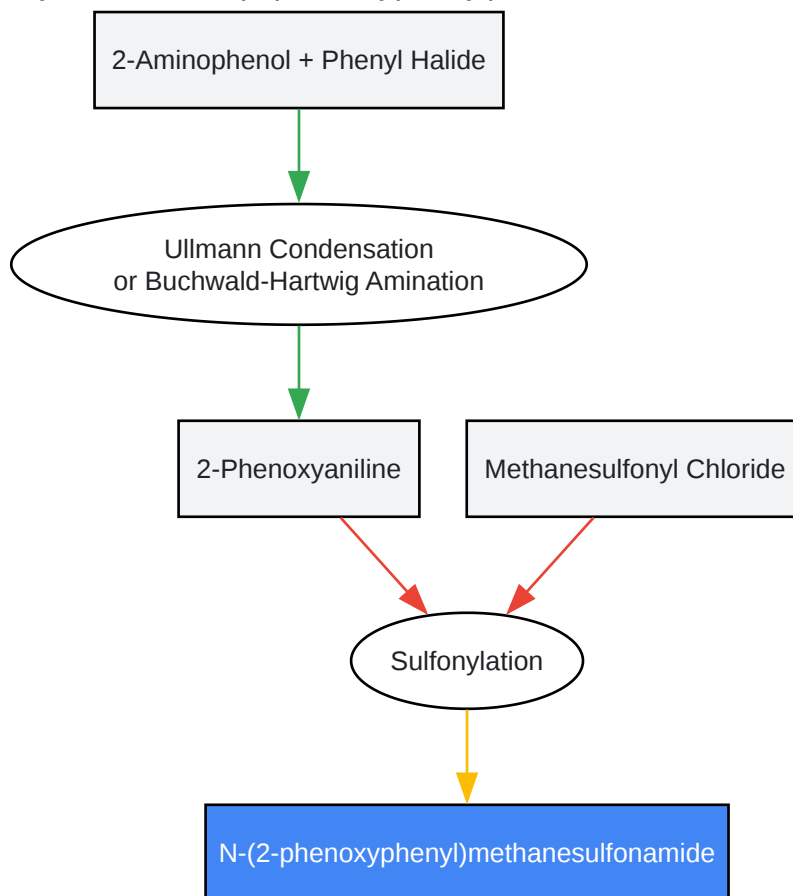 2-Aminophenol + Phenyl Halide
Ullmann Condensation
or Buchwald-Hartwig Amination
2-Phenoxyaniline
Methanesulfonyl Chloride
Sulfonylation
N-(2-phenoxyphenyl)methanesulfonamide